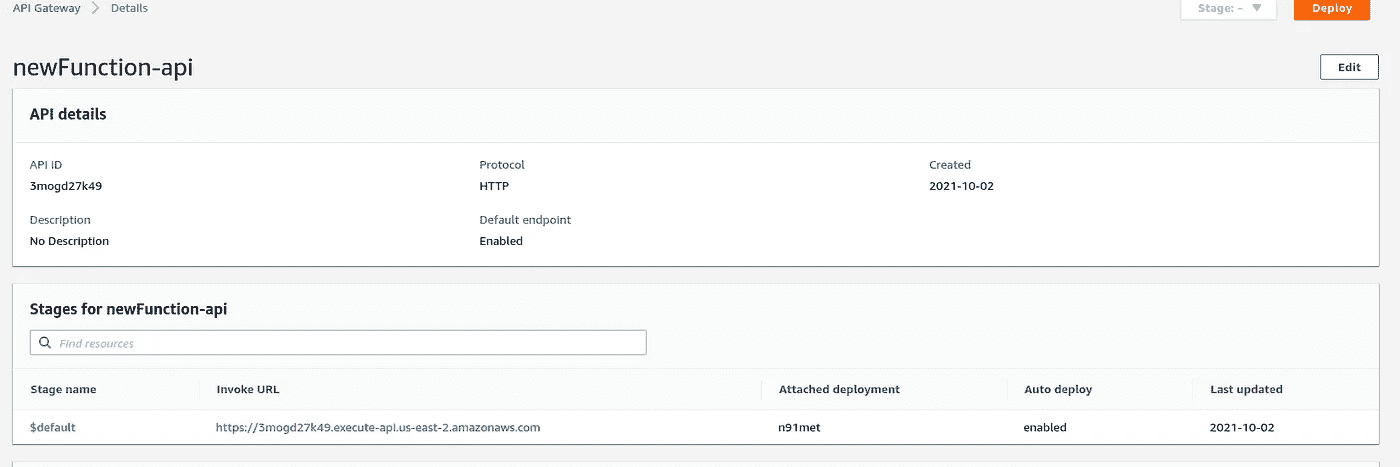 API Gateway > Details
Stage: - ▼ Deploy
newFunction-api
Edit
API details
API ID Protocol Created
3mogd27k49 HTTP 2021-10-02
Description Default endpoint
No Description Enabled
Stages for newFunction-api
Find resources
Stage name Invoke URL Attached deployment Auto deploy Last updated
$default https://3mogd27k49.execute-api.us-east-2.amazonaws.com n91met enabled 2021-10-02